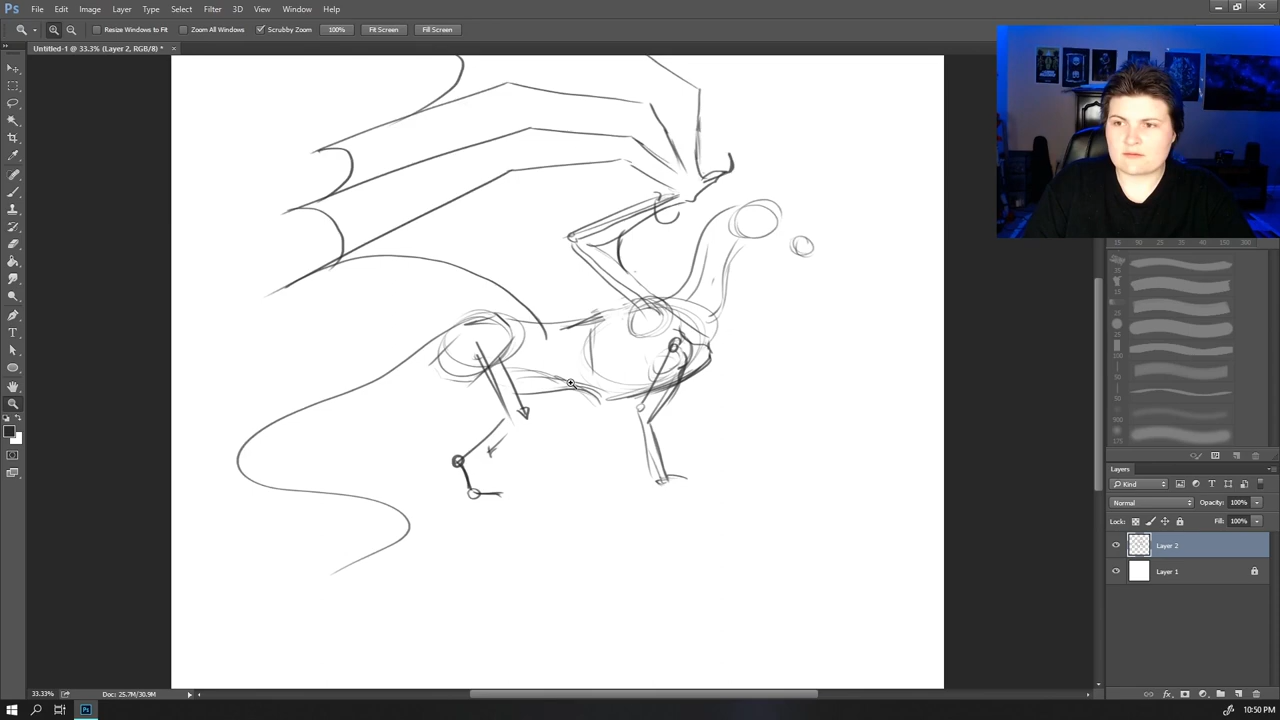 Ps File Edit Image Layer Type Select Filter 3D View Window Help
Resize Windows to Fit Zoom All Windows Scrubby Zoom 100% Fit Screen Fill Screen
Untitled-1 @ 33.3% (Layer 2, RGB/8) *
Layers
Kind
Normal Opacity: 100%
Lock: Fill: 100%
Layer 2
Layer 1
33.33% Doc: 25.7M/30.9M
Ps 10:50 PM